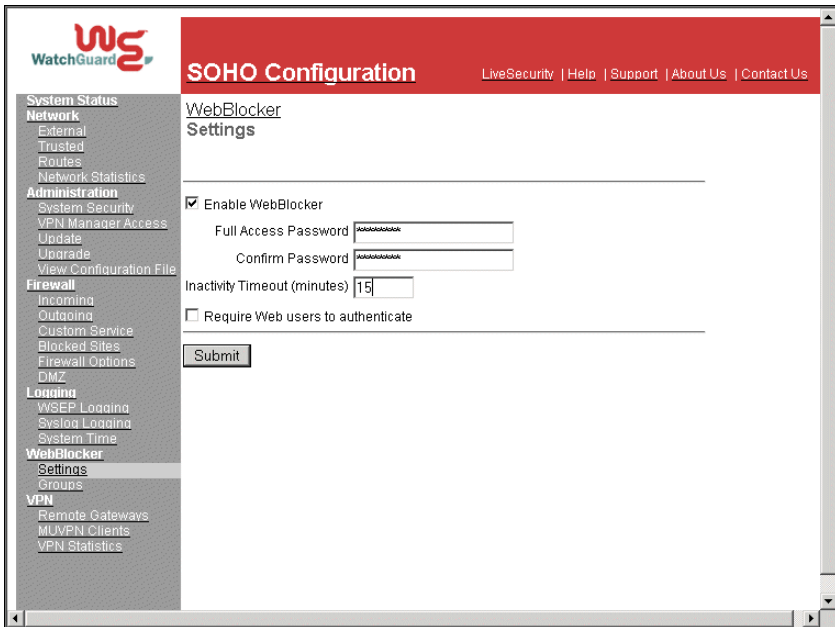 WatchGuard
SOHO Configuration
LiveSecurity | Help | Support | About Us | Contact Us
System Status
Network
External
Trusted
Routes
Network Statistics
Administration
System Security
VPN Manager Access
Update
Upgrade
View Configuration File
Firewall
Incoming
Outgoing
Custom Service
Blocked Sites
Firewall Options
DMZ
Logging
WSEP Logging
Syslog Logging
System Time
WebBlocker
Settings
Groups
VPN
Remote Gateways
MUVPN Clients
VPN Statistics
WebBlocker
Settings
Enable WebBlocker
Full Access Password *********
Confirm Password *********
Inactivity Timeout (minutes) 15
Require Web users to authenticate
Submit